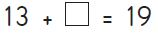 13 + □ = 19